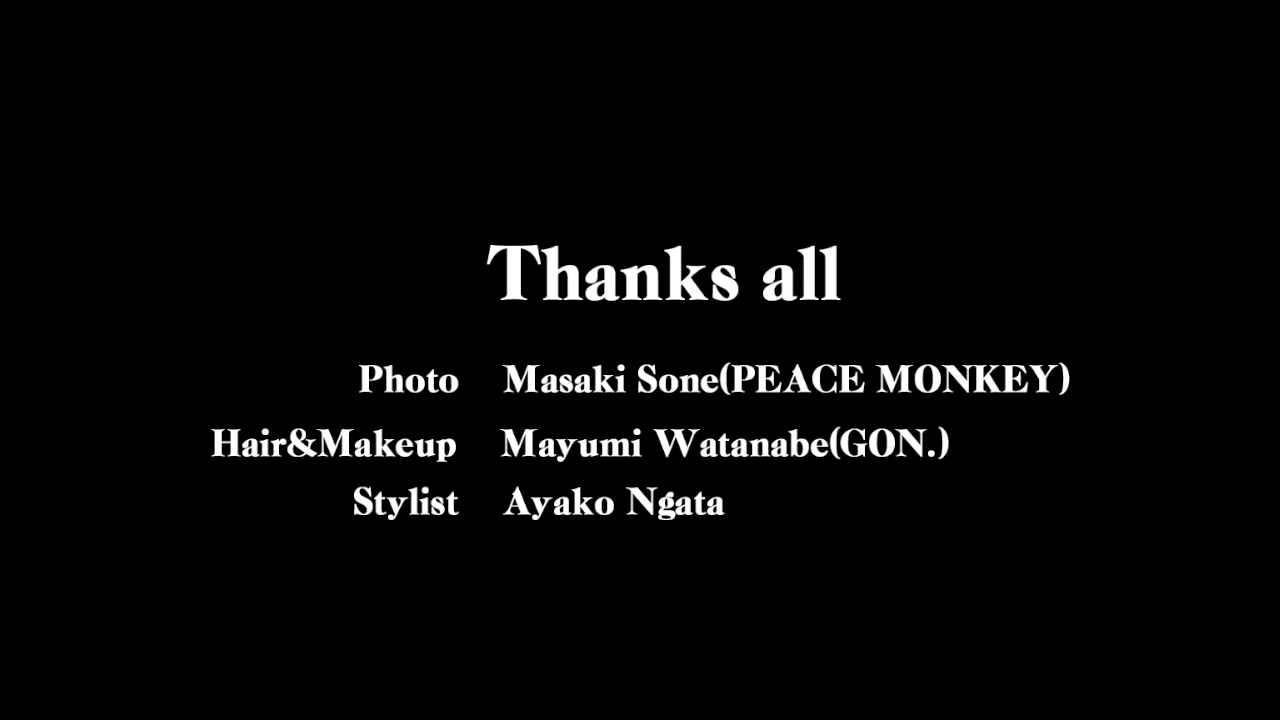 Thanks all
Photo Masaki Sone(PEACE MONKEY)
Hair&Makeup Mayumi Watanabe(GON.)
Stylist Ayako Ngata